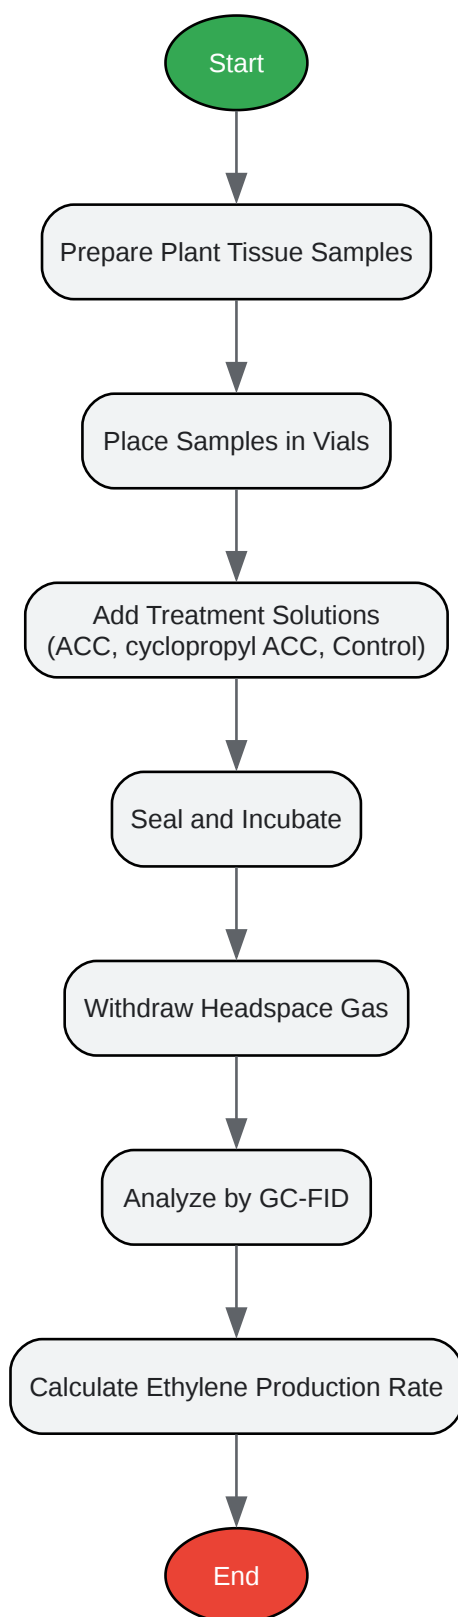 Start
Prepare Plant Tissue Samples
Place Samples in Vials
Add Treatment Solutions
(ACC, cyclopropyl ACC, Control)
Seal and Incubate
Withdraw Headspace Gas
Analyze by GC-FID
Calculate Ethylene Production Rate
End